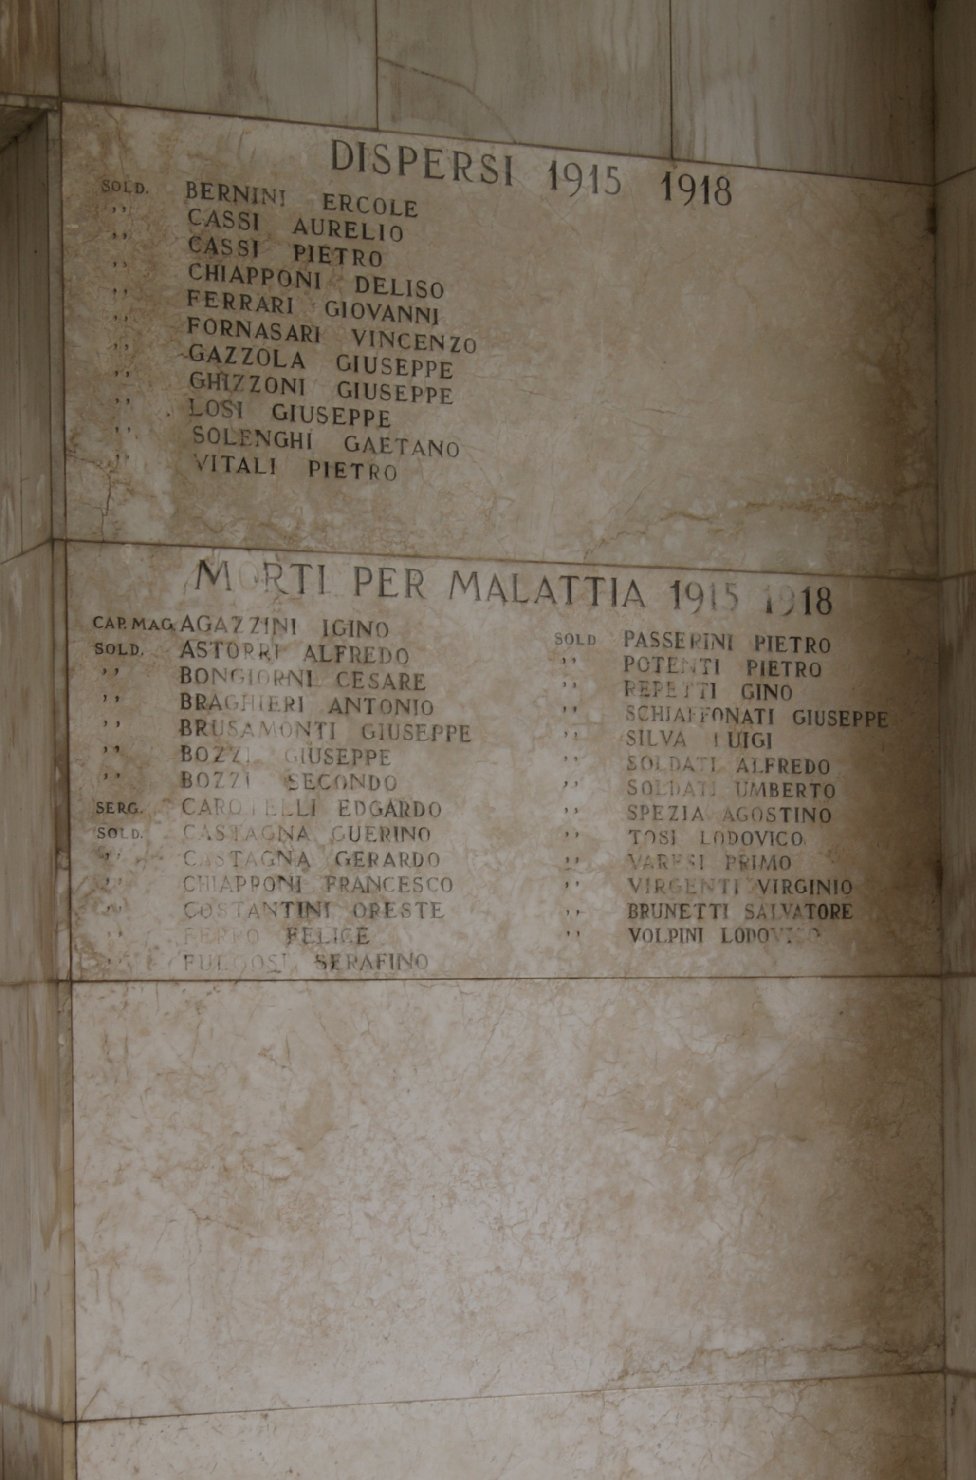 DISPERSI 1915 1918
SOLD. BERNINI ERCOLE
,, CASSI AURELIO
,, CASSI PIETRO
,, CHIAPPONI DELISO
,, FERRARI GIOVANNI
,, FORNASARI VINCENZO
,, GAZZOLA GIUSEPPE
,, GHIZZONI GIUSEPPE
,, LOSI GIUSEPPE
,, SOLENGHI GAETANO
,, VITALI PIETRO
MORTI PER MALATTIA 1915 1918
CAP. MAG. AGAZZINI IGINO
SOLD. ASTORRI ALFREDO
,, BONGIORNI CESARE
,, BRAGHIERI ANTONIO
,, BRUSAMONTI GIUSEPPE
,, BOZZI GIUSEPPE
,, BOZZI SECONDO
SERG. CAROTELLI EDGARDO
SOLD. CASTAGNA GUERINO
,, CASTAGNA GERARDO
,, CHIAPPONI FRANCESCO
,, COSTANTINI ORESTE
,, FELICE
,, FULGOSI SERAFINO
SOLD PASSERINI PIETRO
,, POTENTI PIETRO
,, REPETTI GINO
,, SCHIAFFONATI GIUSEPPE
,, SILVA LUIGI
,, SOLDATI ALFREDO
,, SOLDATI UMBERTO
,, SPEZIA AGOSTINO
,, TOSI LODOVICO
,, VARESI PRIMO
,, VIRGENTI VIRGINIO
,, BRUNETTI SALVATORE
,, VOLPINI LODOVICO